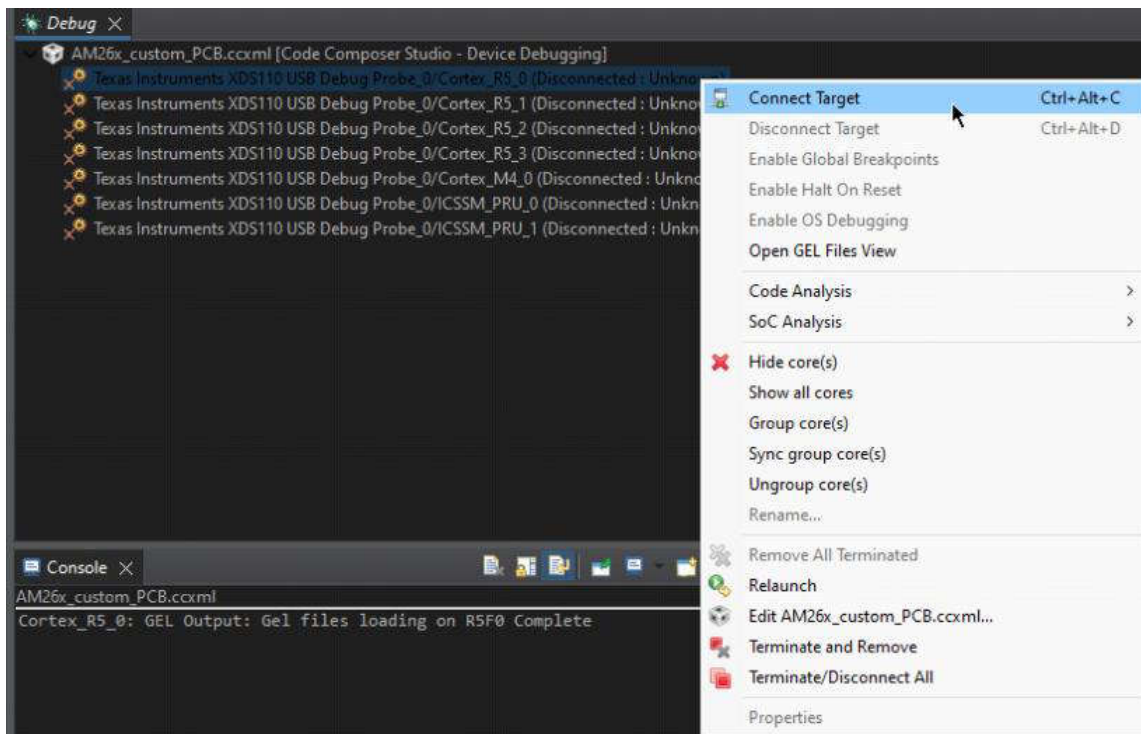 Debug
AM26x_custom_PCB.ccxml [Code Composer Studio - Device Debugging]
Texas Instruments XDS110 USB Debug Probe_0/Cortex_R5_0 (Disconnected : Unknown)
Texas Instruments XDS110 USB Debug Probe_0/Cortex_R5_1 (Disconnected : Unkno
Texas Instruments XDS110 USB Debug Probe_0/Cortex_R5_2 (Disconnected : Unkno
Texas Instruments XDS110 USB Debug Probe_0/Cortex_R5_3 (Disconnected : Unkno
Texas Instruments XDS110 USB Debug Probe_0/Cortex_M4_0 (Disconnected : Unkno
Texas Instruments XDS110 USB Debug Probe_0/ICSSM_PRU_0 (Disconnected : Unkn
Texas Instruments XDS110 USB Debug Probe_0/ICSSM_PRU_1 (Disconnected : Unkn
Connect Target Ctrl+Alt+C
Disconnect Target Ctrl+Alt+D
Enable Global Breakpoints
Enable Halt On Reset
Enable OS Debugging
Open GEL Files View
Code Analysis
SoC Analysis
Hide core(s)
Show all cores
Group core(s)
Sync group core(s)
Ungroup core(s)
Rename...
Remove All Terminated
Relaunch
Edit AM26x_custom_PCB.ccxml...
Terminate and Remove
Terminate/Disconnect All
Properties
Console
AM26x_custom_PCB.ccxml
Cortex_R5_0: GEL Output: Gel files loading on R5F0 Complete